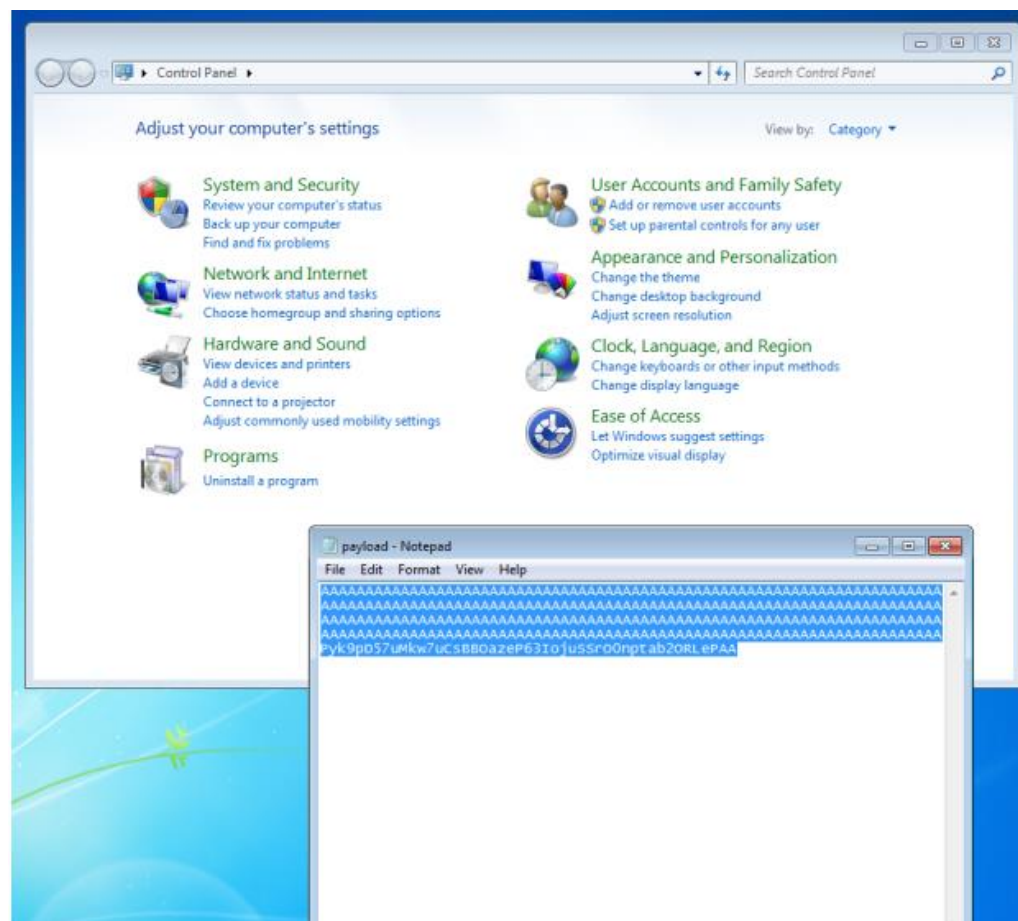 Control Panel
Search Control Panel
Adjust your computer's settings
View by: Category
System and Security
Review your computer's status
Back up your computer
Find and fix problems
Network and Internet
View network status and tasks
Choose homegroup and sharing options
Hardware and Sound
View devices and printers
Add a device
Connect to a projector
Adjust commonly used mobility settings
Programs
Uninstall a program
User Accounts and Family Safety
Add or remove user accounts
Set up parental controls for any user
Appearance and Personalization
Change the theme
Change desktop background
Adjust screen resolution
Clock, Language, and Region
Change keyboards or other input methods
Change display language
Ease of Access
Let Windows suggest settings
Optimize visual display
payload - Notepad
File Edit Format View Help